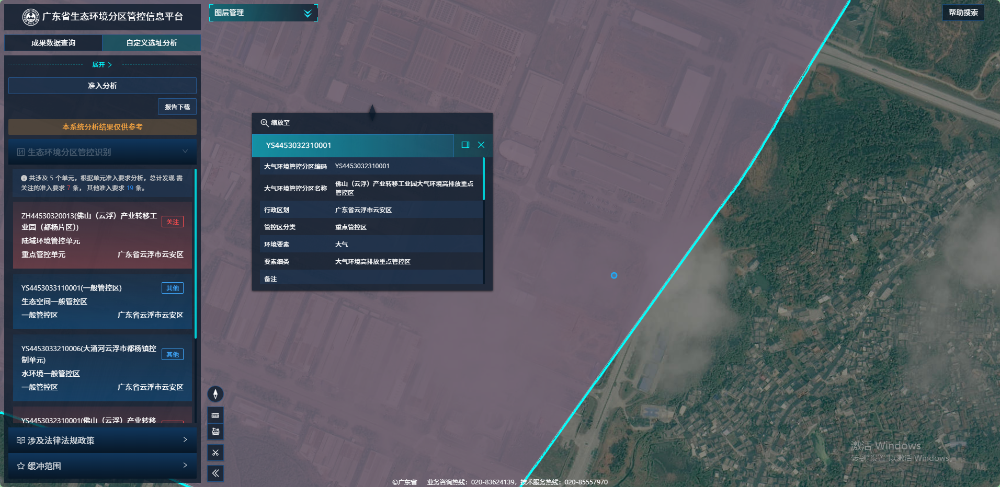 广东省生态环境分区管控信息平台
图层管理
帮助搜索
成果数据查询
自定义选址分析
展开
准入分析
报告下载
本系统分析结果仅供参考
生态环境分区管控识别
共涉及 5 个单元，根据单元准入要求分析，总计发现 需
关注的准入要求 7 条， 其他准入要求 19 条。
ZH44530320013(佛山（云浮）产业转移工
业园（都杨片区）)
关注
陆域环境管控单元
重点管控单元
广东省云浮市云安区
YS4453033110001(一般管控区)
其他
生态空间一般管控区
一般管控区
广东省云浮市云安区
YS4453033210006(大涌河云浮市都杨镇控
制单元)
其他
水环境一般管控区
一般管控区
广东省云浮市云安区
YS4453032310001(佛山（云浮）产业转移
涉及法律法规政策
缓冲范围
缩放至
YS4453032310001
大气环境管控分区编码 YS4453032310001
大气环境管控分区名称 佛山（云浮）产业转移工业园大气环境高排放重点
管控区
行政区划 广东省云浮市云安区
管控区分类 重点管控区
环境要素 大气
要素细类 大气环境高排放重点管控区
备注
激活 Windows
转到"设置"以激活 Windows。
©广东省 业务咨询热线：020-83624139，技术服务热线：020-85557970